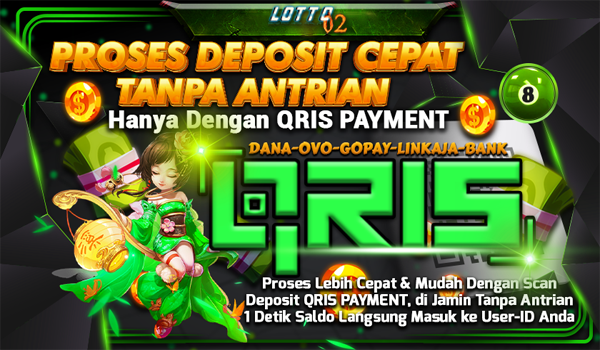 LOTTO
02
PROSES DEPOSIT CEPAT
TANPA ANTRIAN
Hanya Dengan QRIS PAYMENT
8
DANA-OVO-GOPAY-LINKAJA-BANK
QRIS
Proses Lebih Cepat & Mudah Dengan Scan
Deposit QRIS PAYMENT, di Jamin Tanpa Antrian
1 Detik Saldo Langsung Masuk ke User-ID Anda